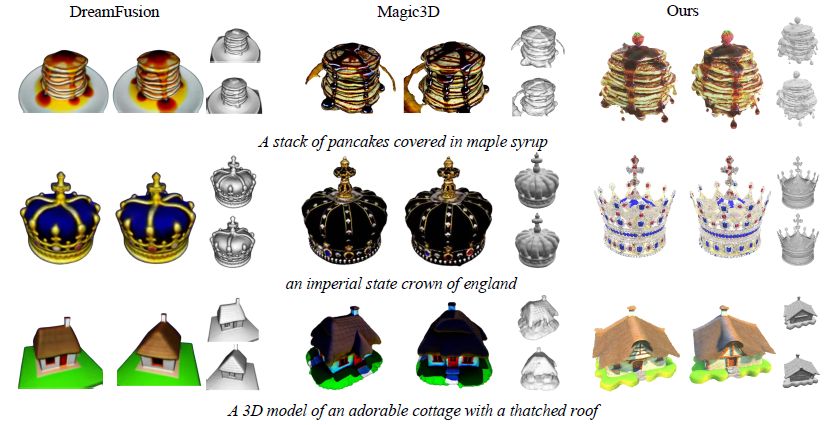 DreamFusion
Magic3D
Ours
A stack of pancakes covered in maple syrup
an imperial state crown of england
A 3D model of an adorable cottage with a thatched roof